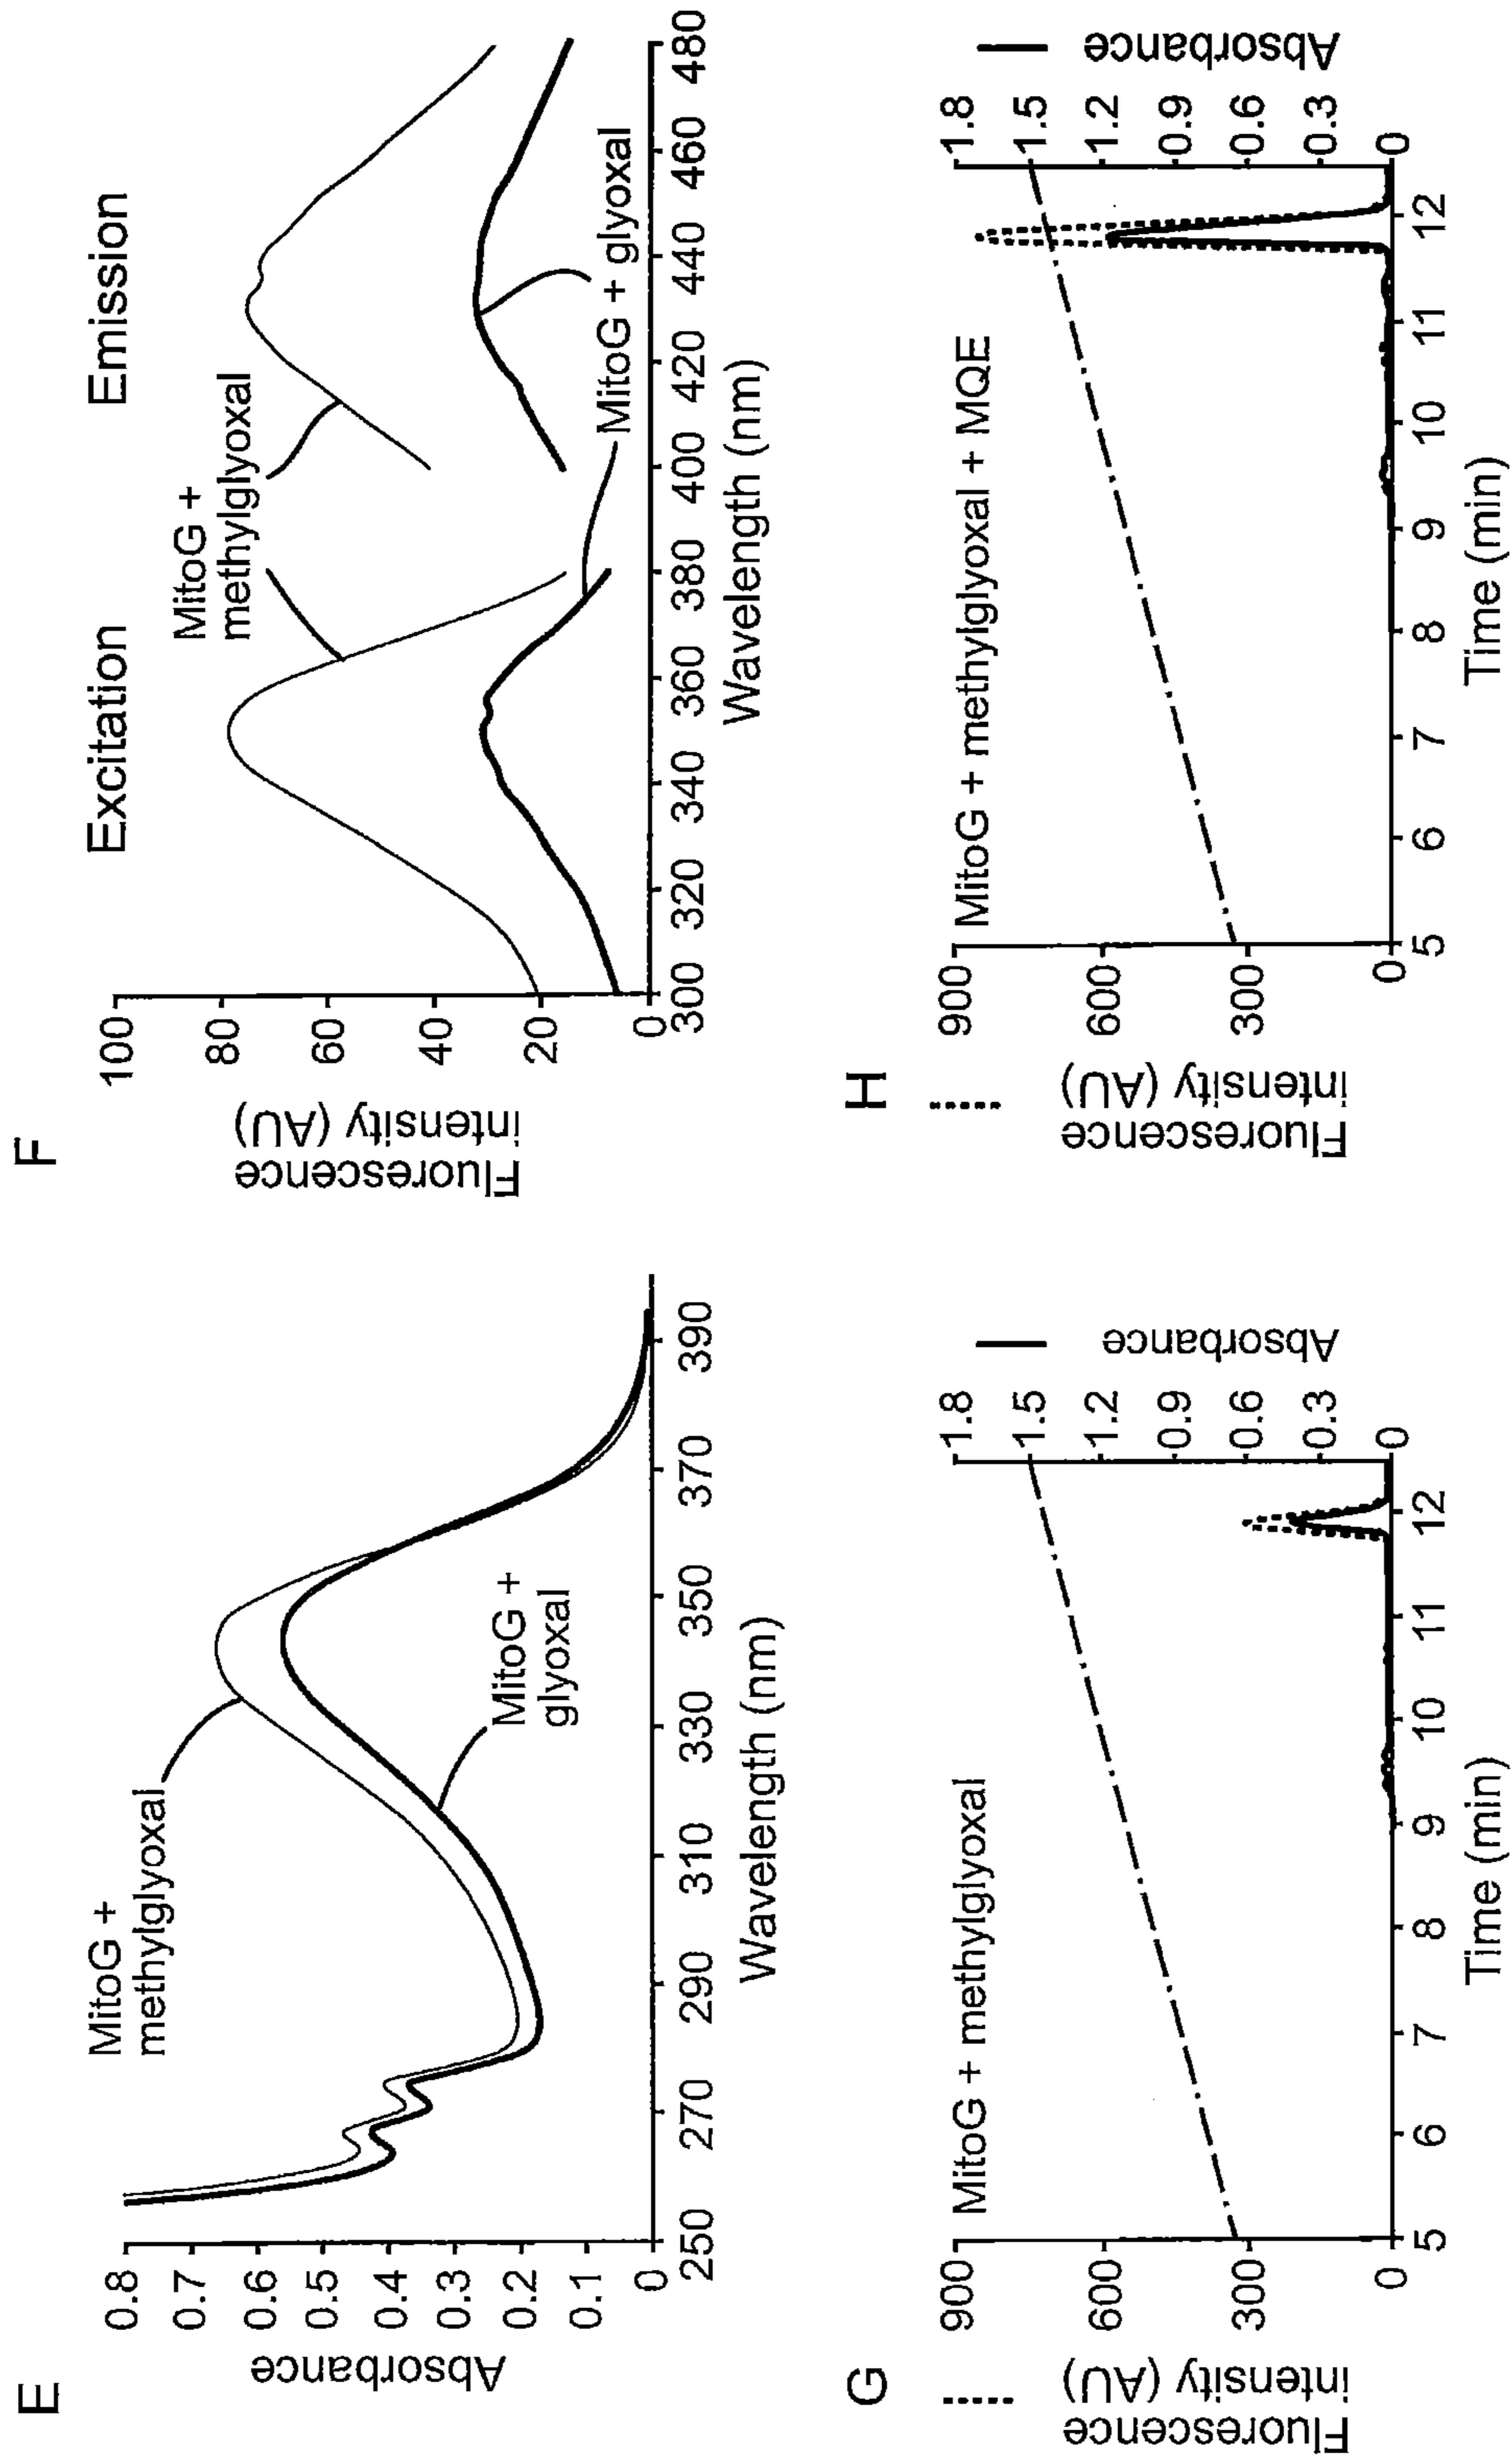 E
Absorbance
0.8
0.7
0.6
0.5
0.4
0.3
0.2
0.1
0
250
270
290
310
330
350
370
390
Wavelength (nm)
MitoG +
methylglyoxal
MitoG +
glyoxal
F
Fluorescence
intensity (AU)
100
80
60
40
20
0
300
320
340
360
380
400
420
440
460
480
Wavelength (nm)
Excitation
Emission
MitoG +
methylglyoxal
MitoG + glyoxal
G
Fluorescence
intensity (AU)
900
600
300
0
MitoG + methylglyoxal
5
6
7
8
9
10
11
12
Time (min)
1.8
1.5
1.2
0.9
0.6
0.3
0
Absorbance
H
Fluorescence
intensity (AU)
900
600
300
0
MitoG + methylglyoxal + MQE
5
6
7
8
9
10
11
12
Time (min)
1.8
1.5
1.2
0.9
0.6
0.3
0
Absorbance